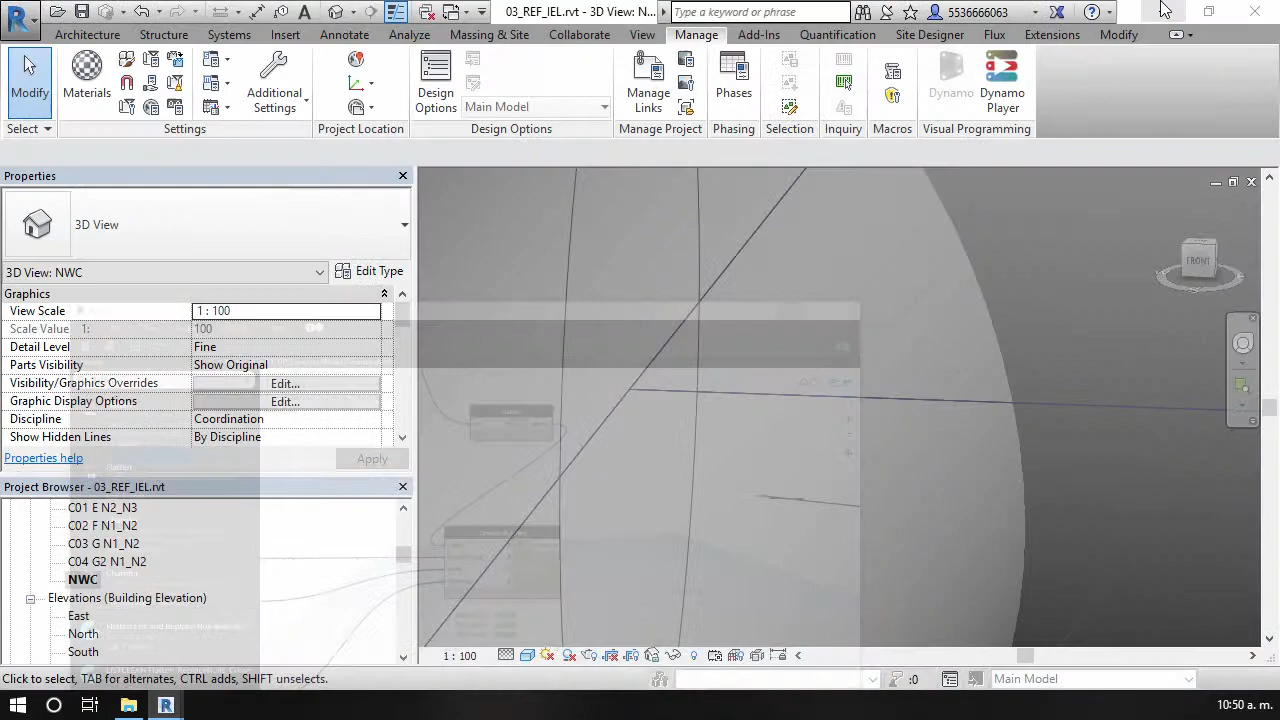 03_REF_IEL.rvt - 3D View: N...
Type a keyword or phrase
5536666063
Architecture Structure Systems Insert Annotate Analyze Massing & Site Collaborate View Manage Add-Ins Quantification Site Designer Flux Extensions Modify
Modify
Materials
Additional Settings
Design Options
Main Model
Manage Links
Phases
Dynamo
Dynamo Player
Select
Settings
Project Location
Design Options
Manage Project
Phasing
Selection
Inquiry
Macros
Visual Programming
Properties
3D View
3D View: NWC
Edit Type
Graphics
View Scale 1 : 100
Scale Value 1: 100
Detail Level Fine
Parts Visibility Show Original
Visibility/Graphics Overrides Edit...
Graphic Display Options Edit...
Discipline Coordination
Show Hidden Lines By Discipline
Properties help
Apply
Project Browser - 03_REF_IEL.rvt
C01 E N2_N3
C02 F N1_N2
C03 G N1_N2
C04 G2 N1_N2
NWC
Elevations (Building Elevation)
East
North
South
FRONT
1 : 100
Click to select, TAB for alternates, CTRL adds, SHIFT unselects.
:0
Main Model
10:50 a. m.